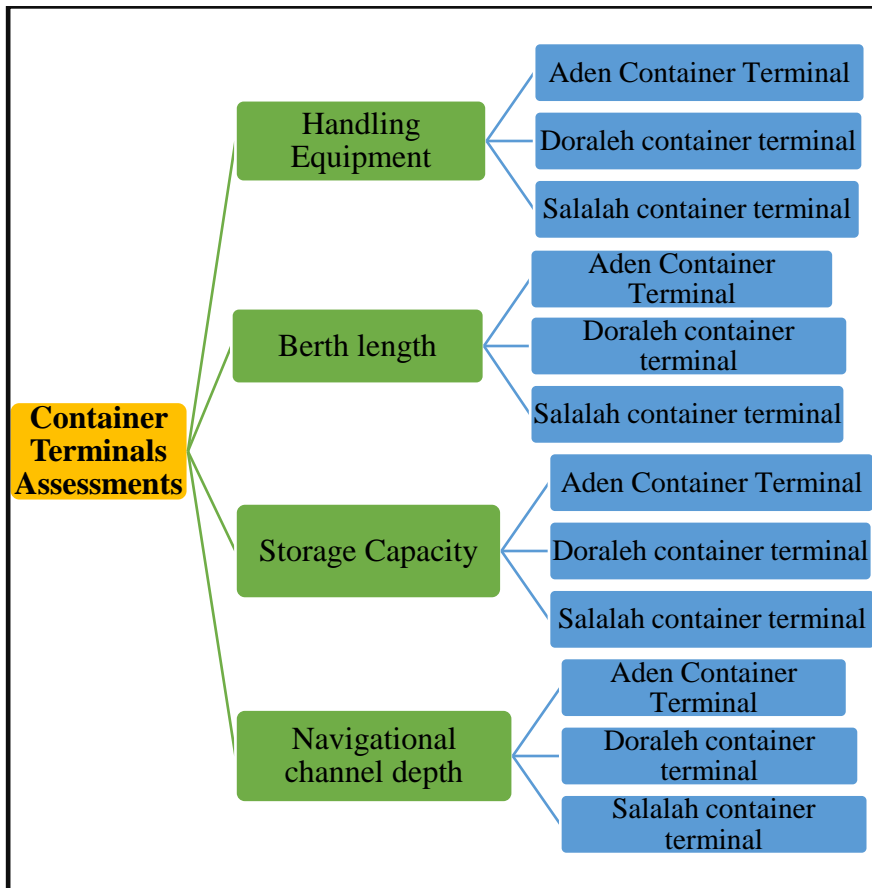 Container
Terminals
Assessments
Handling
Equipment
Aden Container Terminal
Doraleh container terminal
Salalah container terminal
Berth length
Aden Container
Terminal
Doraleh container
terminal
Salalah container terminal
Storage Capacity
Aden Container Terminal
Doraleh container terminal
Salalah container terminal
Navigational
channel depth
Aden Container
Terminal
Doraleh container
terminal
Salalah container
terminal